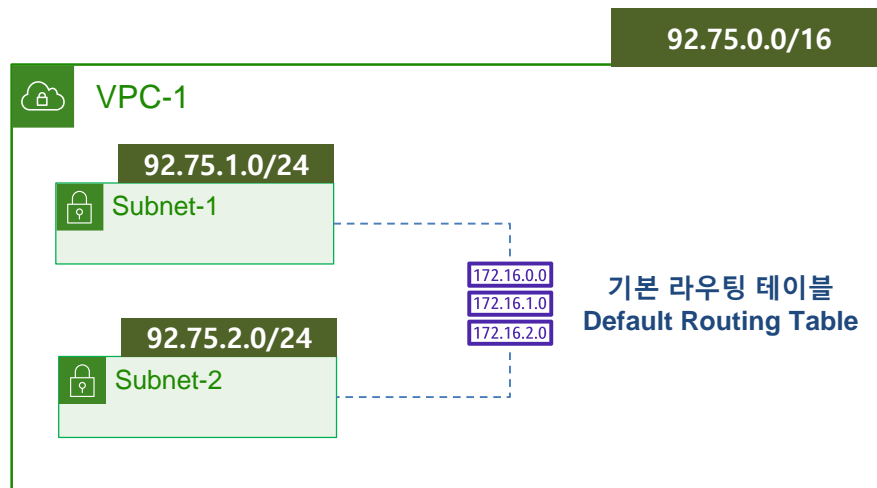 92.75.0.0/16
VPC-1
92.75.1.0/24
Subnet-1
172.16.0.0
172.16.1.0
172.16.2.0
기본 라우팅 테이블
Default Routing Table
92.75.2.0/24
Subnet-2